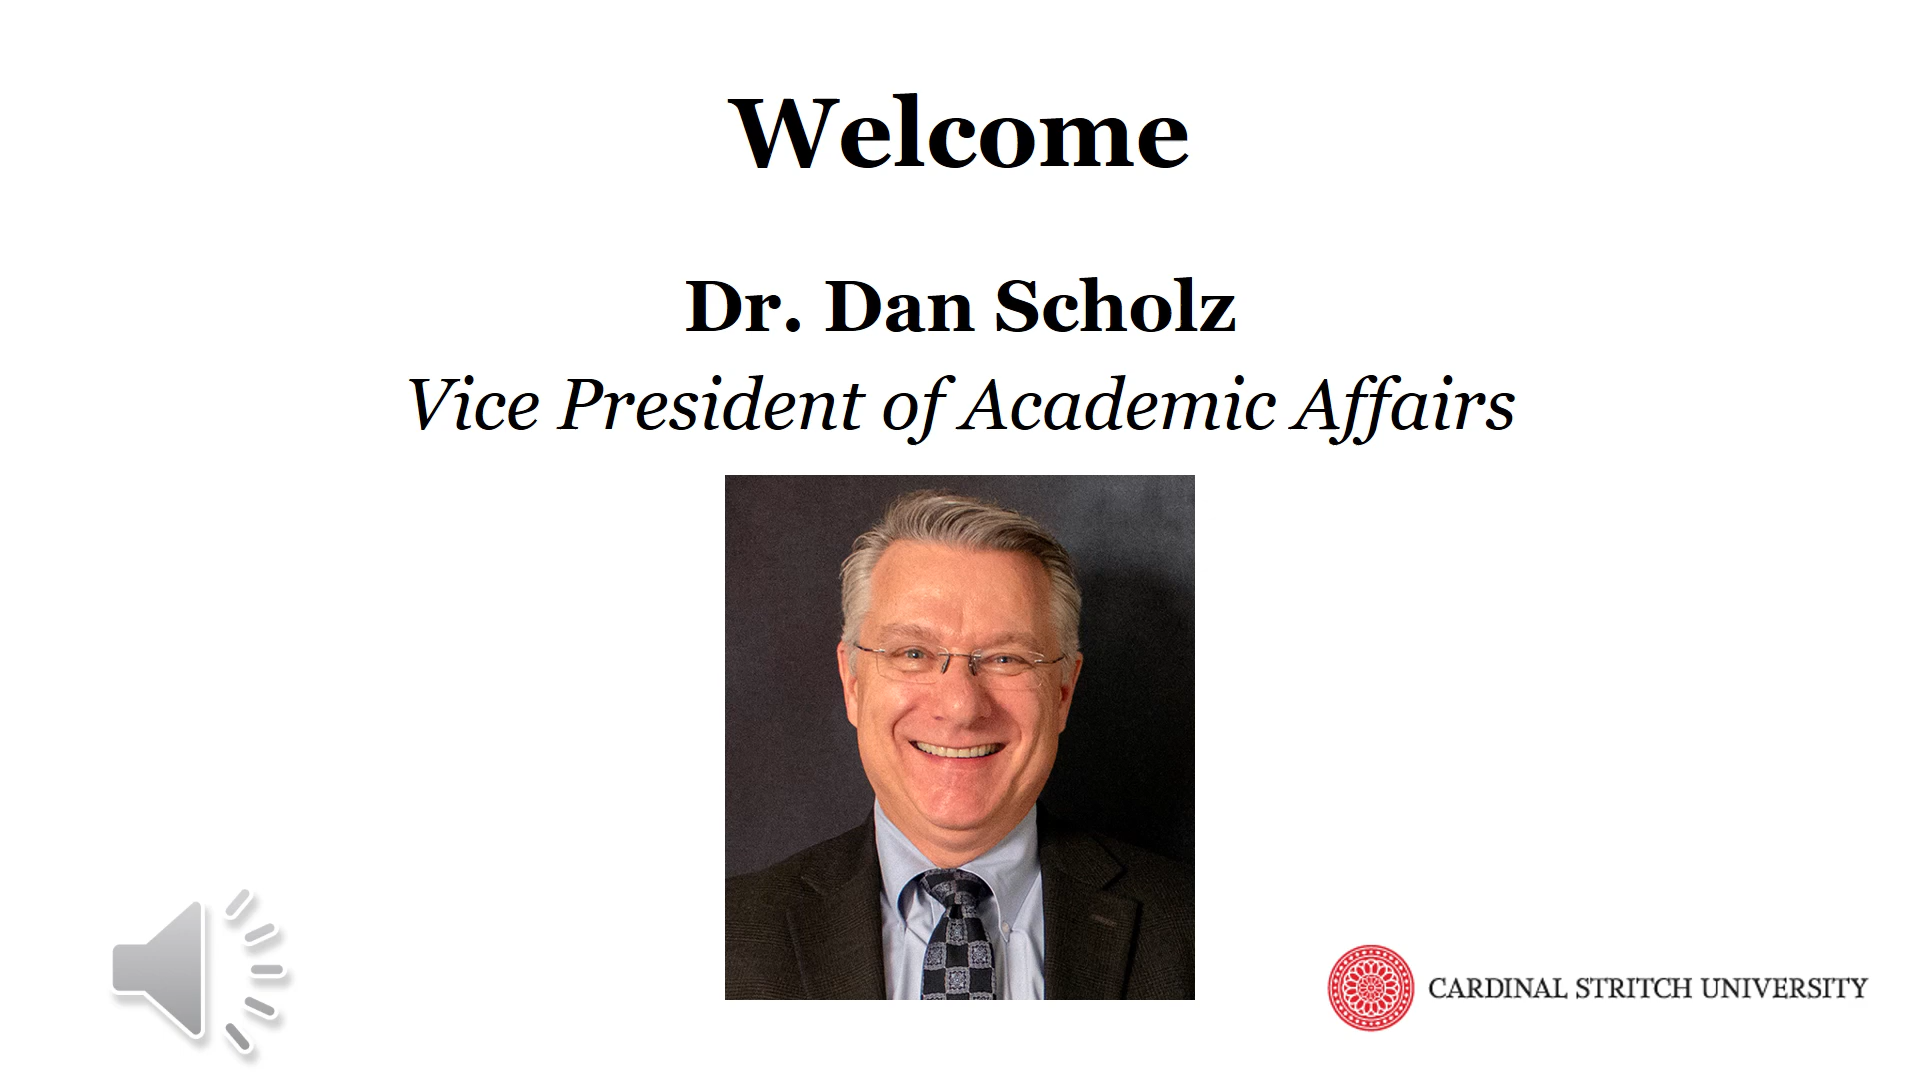 Welcome
Dr. Dan Scholz
Vice President of Academic Affairs
CARDINAL STRITCH UNIVERSITY